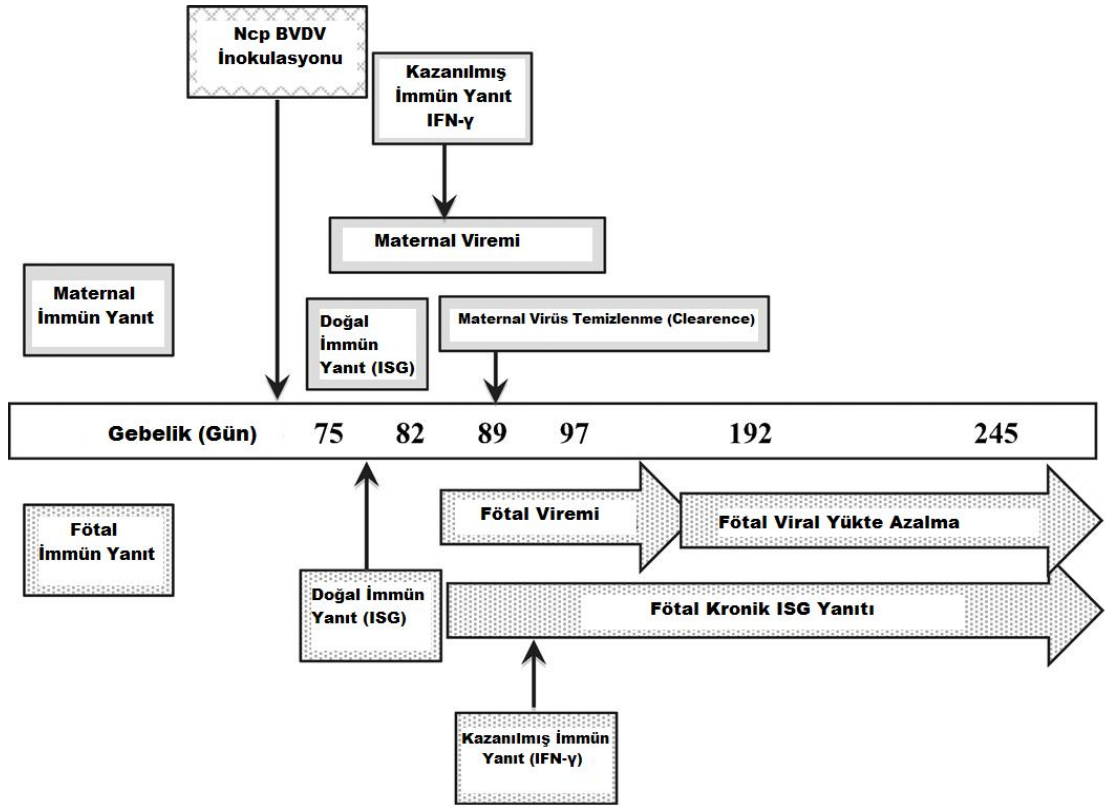 Ncp BVDV
İnokulasyonu
Kazanılmış
İmmün Yanıt
IFN-γ
Maternal Viremi
Maternal
İmmün Yanıt
Doğal
İmmün
Yanıt (ISG)
Maternal Virüs Temizlenme (Clearence)
Gebelik (Gün) 75 82 89 97 192 245
Fötal
İmmün Yanıt
Fötal Viremi
Fötal Viral Yükte Azalma
Doğal İmmün
Yanıt (ISG)
Fötal Kronik ISG Yanıtı
Kazanılmış İmmün
Yanıt (IFN-γ)